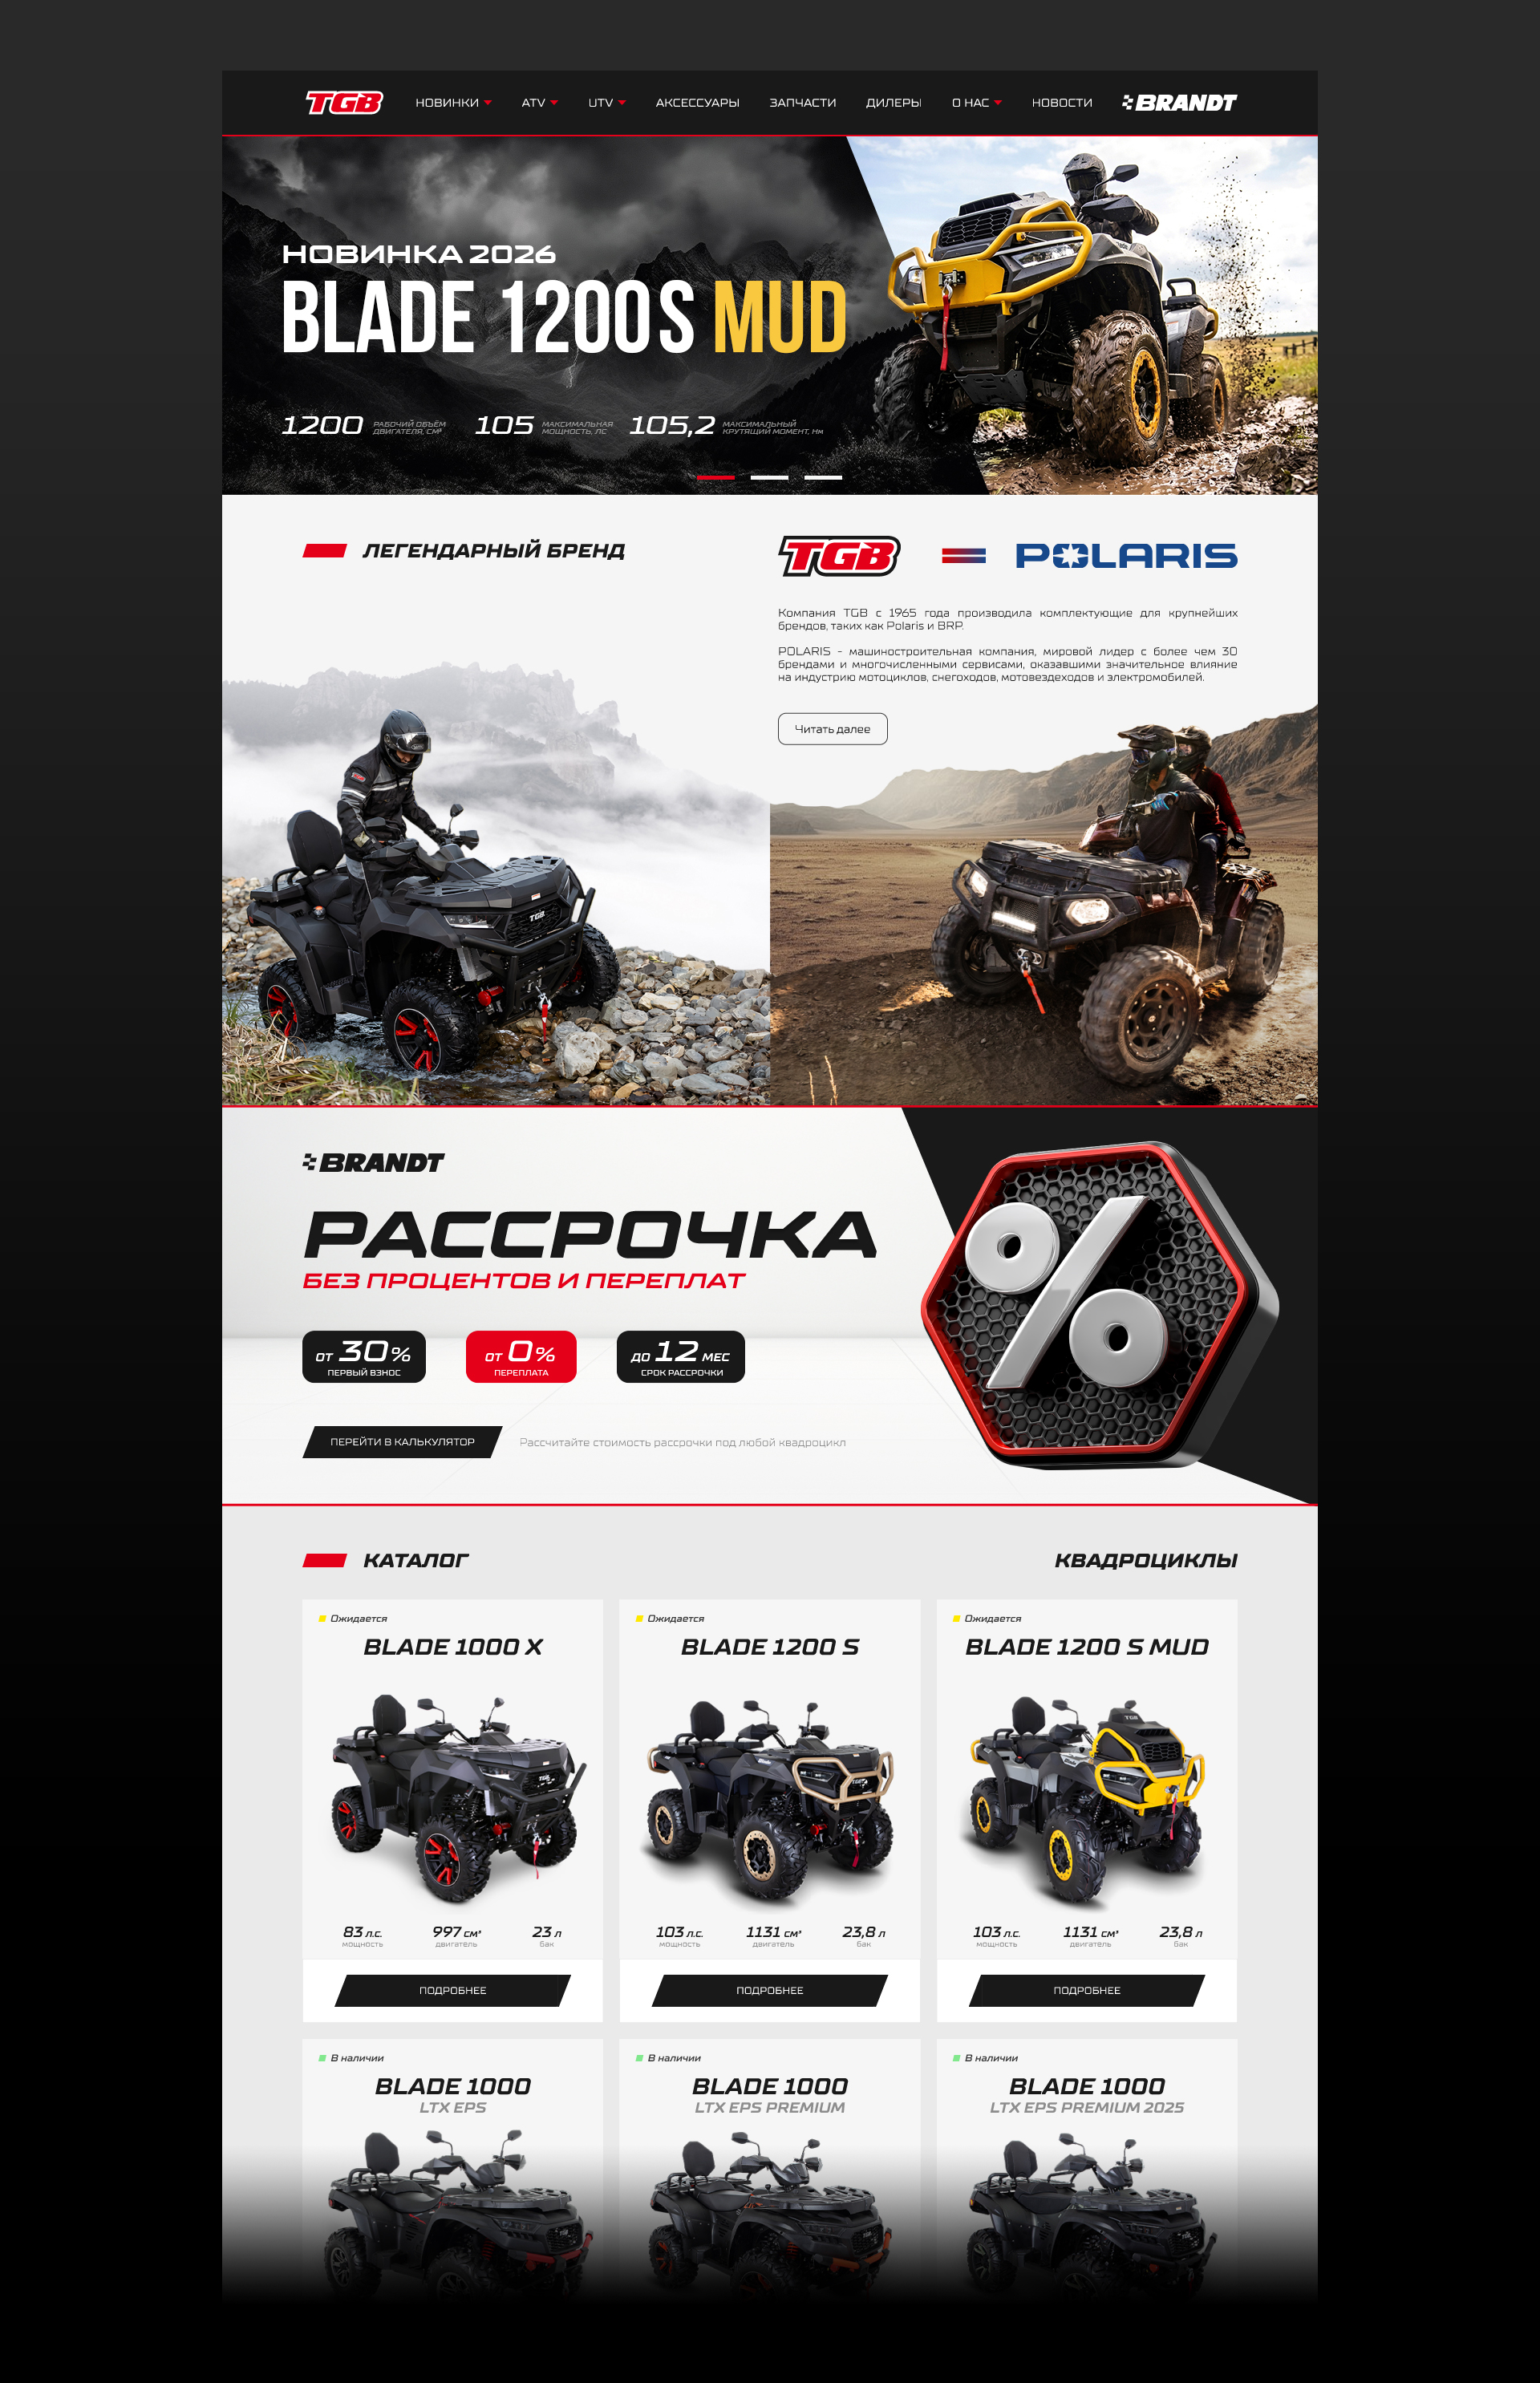 TGB
НОВИНКИ
ATV
UTV
АКСЕССУАРЫ
ЗАПЧАСТИ
ДИЛЕРЫ
О НАС
НОВОСТИ
BRANDT
НОВИНКА 2026
BLADE 1200 S MUD
1200 РАБОЧИЙ ОБЪЁМ
ДВИГАТЕЛЯ, СМ³
105 МАКСИМАЛЬНАЯ
МОЩНОСТЬ, ЛС
105,2 МАКСИМАЛЬНЫЙ
КРУТЯЩИЙ МОМЕНТ, Нм
ЛЕГЕНДАРНЫЙ БРЕНД
TGB
POLARIS
Компания TGB с 1965 года производила комплектующие для крупнейших
брендов, таких как Polaris и BRP.
POLARIS - машиностроительная компания, мировой лидер с более чем 30
брендами и многочисленными сервисами, оказавшими значительное влияние
на индустрию мотоциклов, снегоходов, мотовездеходов и электромобилей.
Читать далее
TGB
BRANDT
РАССРОЧКА
БЕЗ ПРОЦЕНТОВ И ПЕРЕПЛАТ
ОТ 30%
ПЕРВЫЙ ВЗНОС
ОТ 0%
ПЕРЕПЛАТА
ДО 12 МЕС
СРОК РАССРОЧКИ
%
ПЕРЕЙТИ В КАЛЬКУЛЯТОР
Рассчитайте стоимость рассрочки под любой квадроцикл
КАТАЛОГ
КВАДРОЦИКЛЫ
Ожидается
BLADE 1000 X
83 л.с.
мощность
997 см³
двигатель
23 л
бак
ПОДРОБНЕЕ
Ожидается
BLADE 1200 S
103 л.с.
мощность
1131 см³
двигатель
23,8 л
бак
ПОДРОБНЕЕ
Ожидается
BLADE 1200 S MUD
TGB
103 л.с.
мощность
1131 см³
двигатель
23,8 л
бак
ПОДРОБНЕЕ
В наличии
BLADE 1000
LTX EPS
В наличии
BLADE 1000
LTX EPS PREMIUM
В наличии
BLADE 1000
LTX EPS PREMIUM 2025